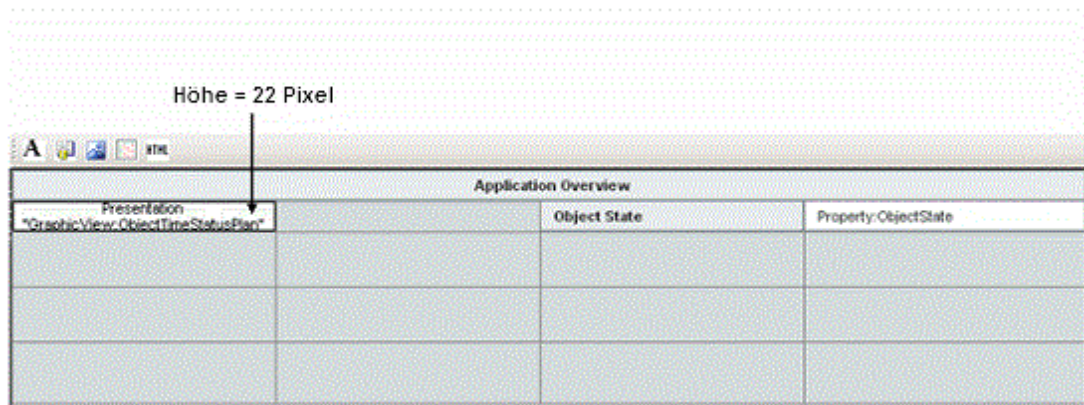 Höhe = 22 Pixel
A HTML
Application Overview
Presentation
"GraphicView:ObjectTimeStatusPlan"
Object State
Property:ObjectState